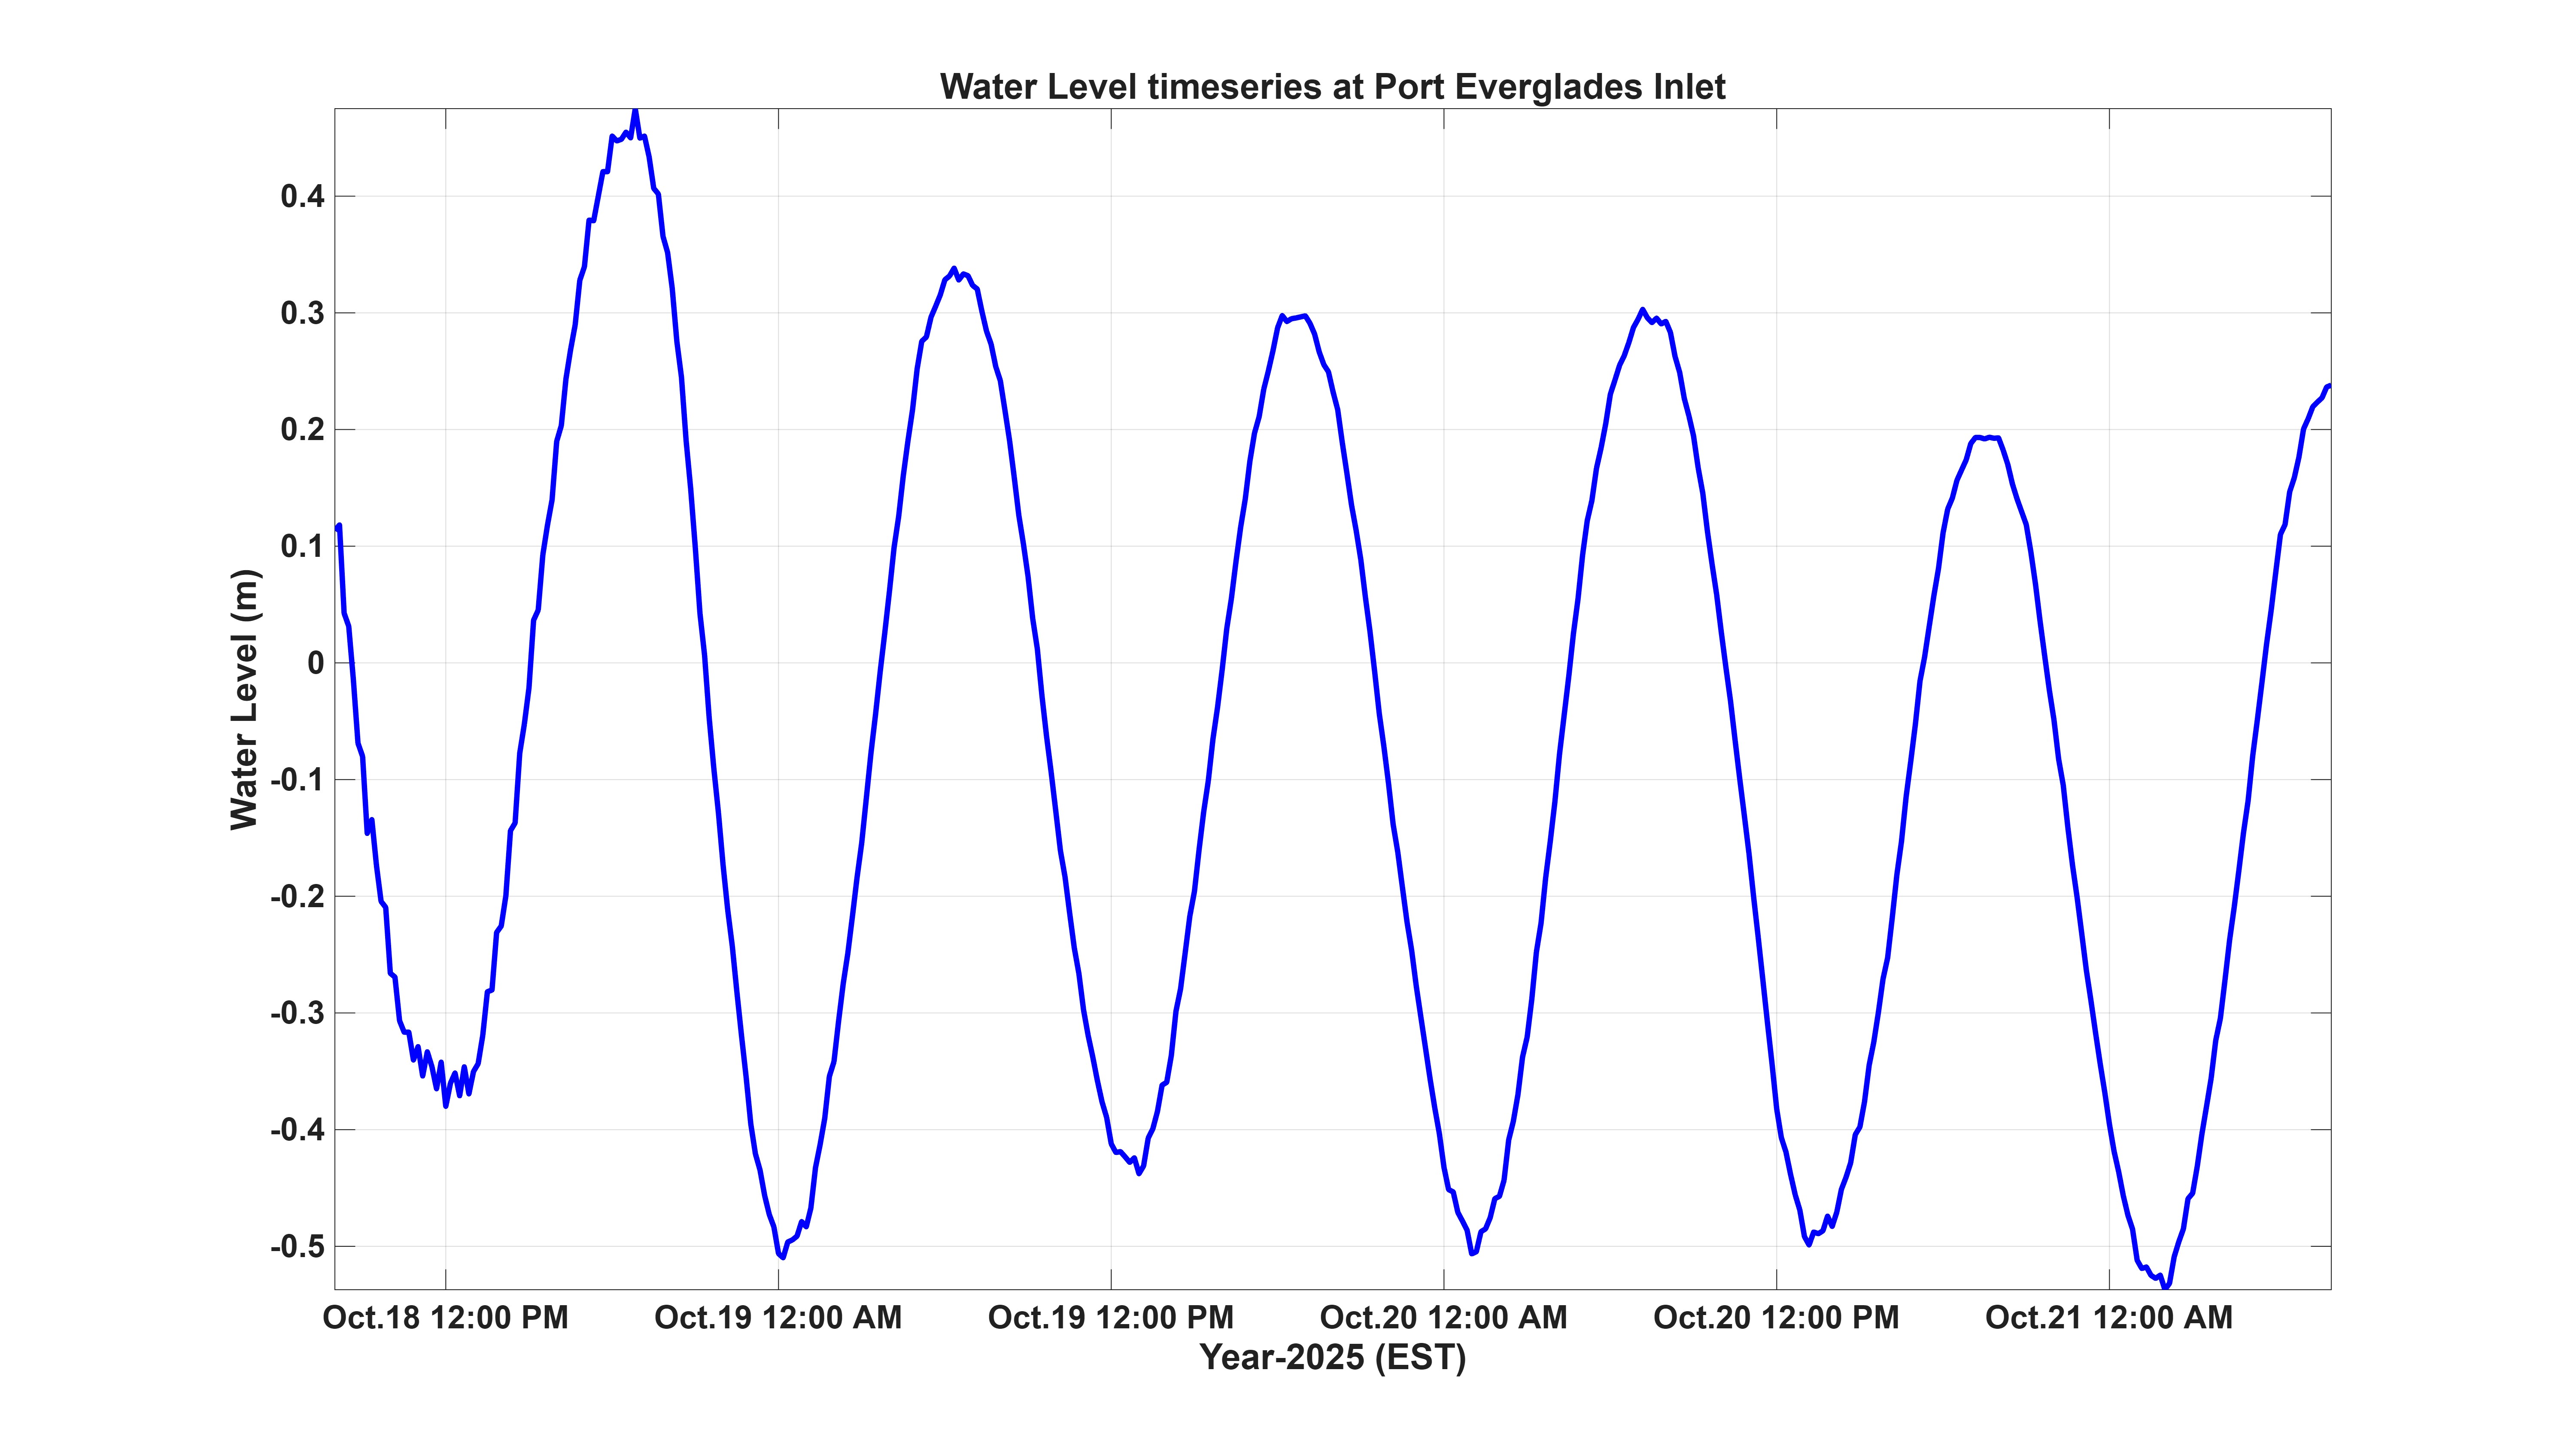 Water Level timeseries at Port Everglades Inlet
0.4
0.3
0.2
0.1
0
-0.1
-0.2
-0.3
-0.4
-0.5
Water Level (m)
Oct.18 12:00 PM Oct.19 12:00 AM Oct.19 12:00 PM Oct.20 12:00 AM Oct.20 12:00 PM Oct.21 12:00 AM
Year-2025 (EST)